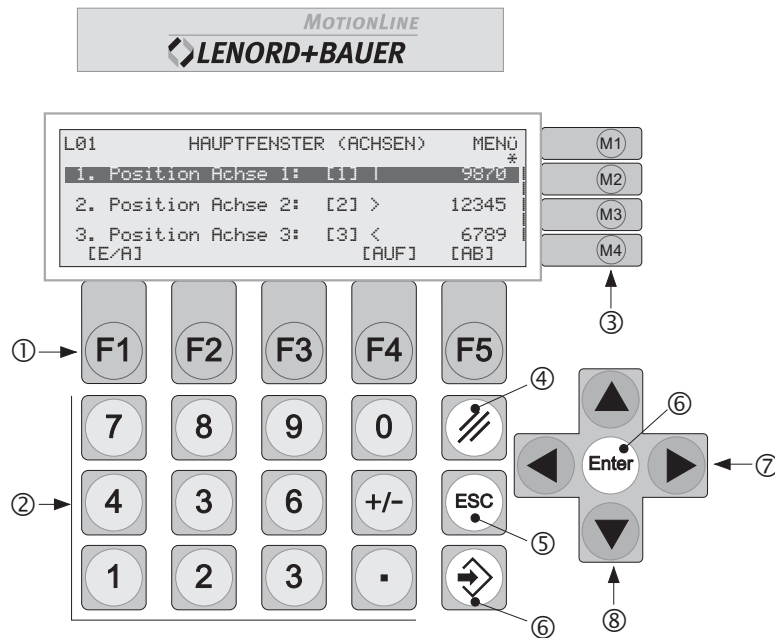 MOTIONLINE
LENORD+BAUER
L01 HAUPTFENSTER (ACHSEN) MENü
*
1. Position Achse 1: [1] | 9870
2. Position Achse 2: [2] > 12345
3. Position Achse 3: [3] < 6789
[E/A] [AUF] [AB]
M1
M2
M3
M4
③
① F1 F2 F3 F4 F5
④
7 8 9 0
⑥
Enter
⑦
② 4 3 6 +/- ESC
⑤
1 2 3 .
⑥
⑧